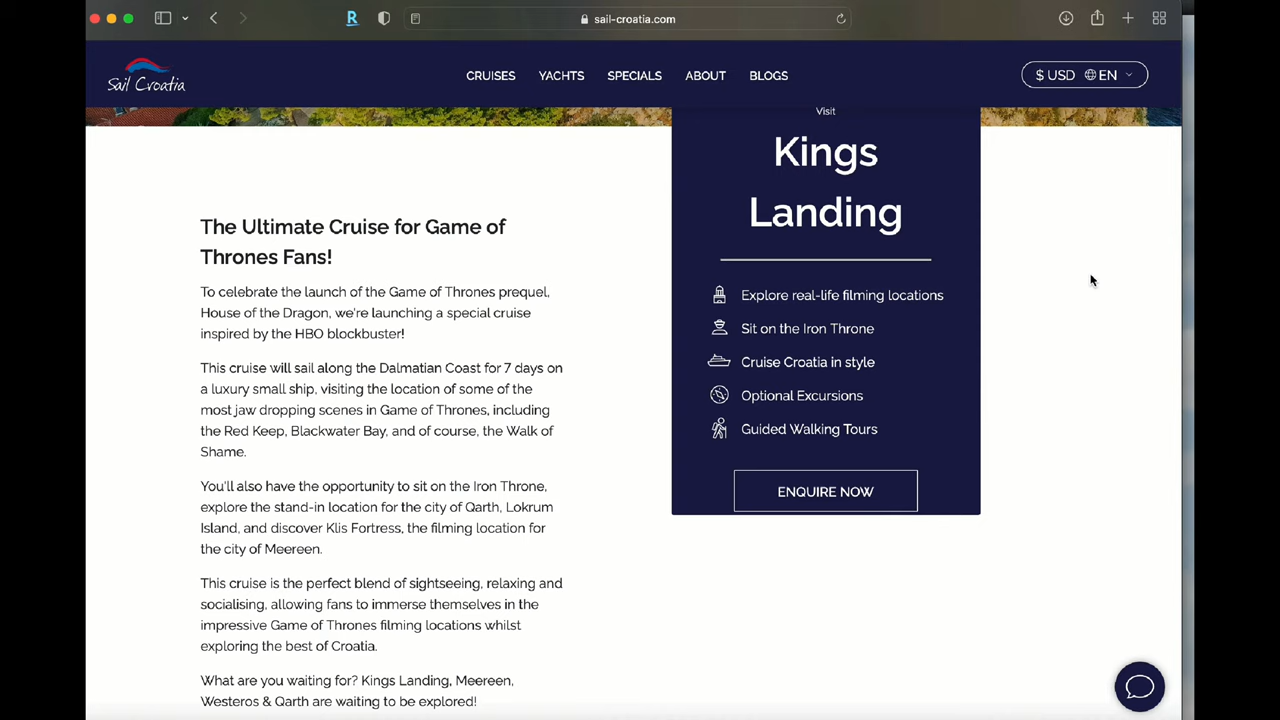 sail-croatia.com
Sail Croatia
CRUISES
YACHTS
SPECIALS
ABOUT
BLOGS
$ USD
EN
The Ultimate Cruise for Game of
Thrones Fans!
To celebrate the launch of the Game of Thrones prequel,
House of the Dragon, we're launching a special cruise
inspired by the HBO blockbuster!
This cruise will sail along the Dalmatian Coast for 7 days on
a luxury small ship, visiting the location of some of the
most jaw dropping scenes in Game of Thrones, including
the Red Keep, Blackwater Bay, and of course, the Walk of
Shame.
You'll also have the opportunity to sit on the Iron Throne,
explore the stand-in location for the city of Qarth, Lokrum
Island, and discover Klis Fortress, the filming location for
the city of Meereen.
This cruise is the perfect blend of sightseeing, relaxing and
socialising, allowing fans to immerse themselves in the
impressive Game of Thrones filming locations whilst
exploring the best of Croatia.
What are you waiting for? Kings Landing, Meereen,
Westeros & Qarth are waiting to be explored!
Visit
Kings
Landing
Explore real-life filming locations
Sit on the Iron Throne
Cruise Croatia in style
Optional Excursions
Guided Walking Tours
ENQUIRE NOW